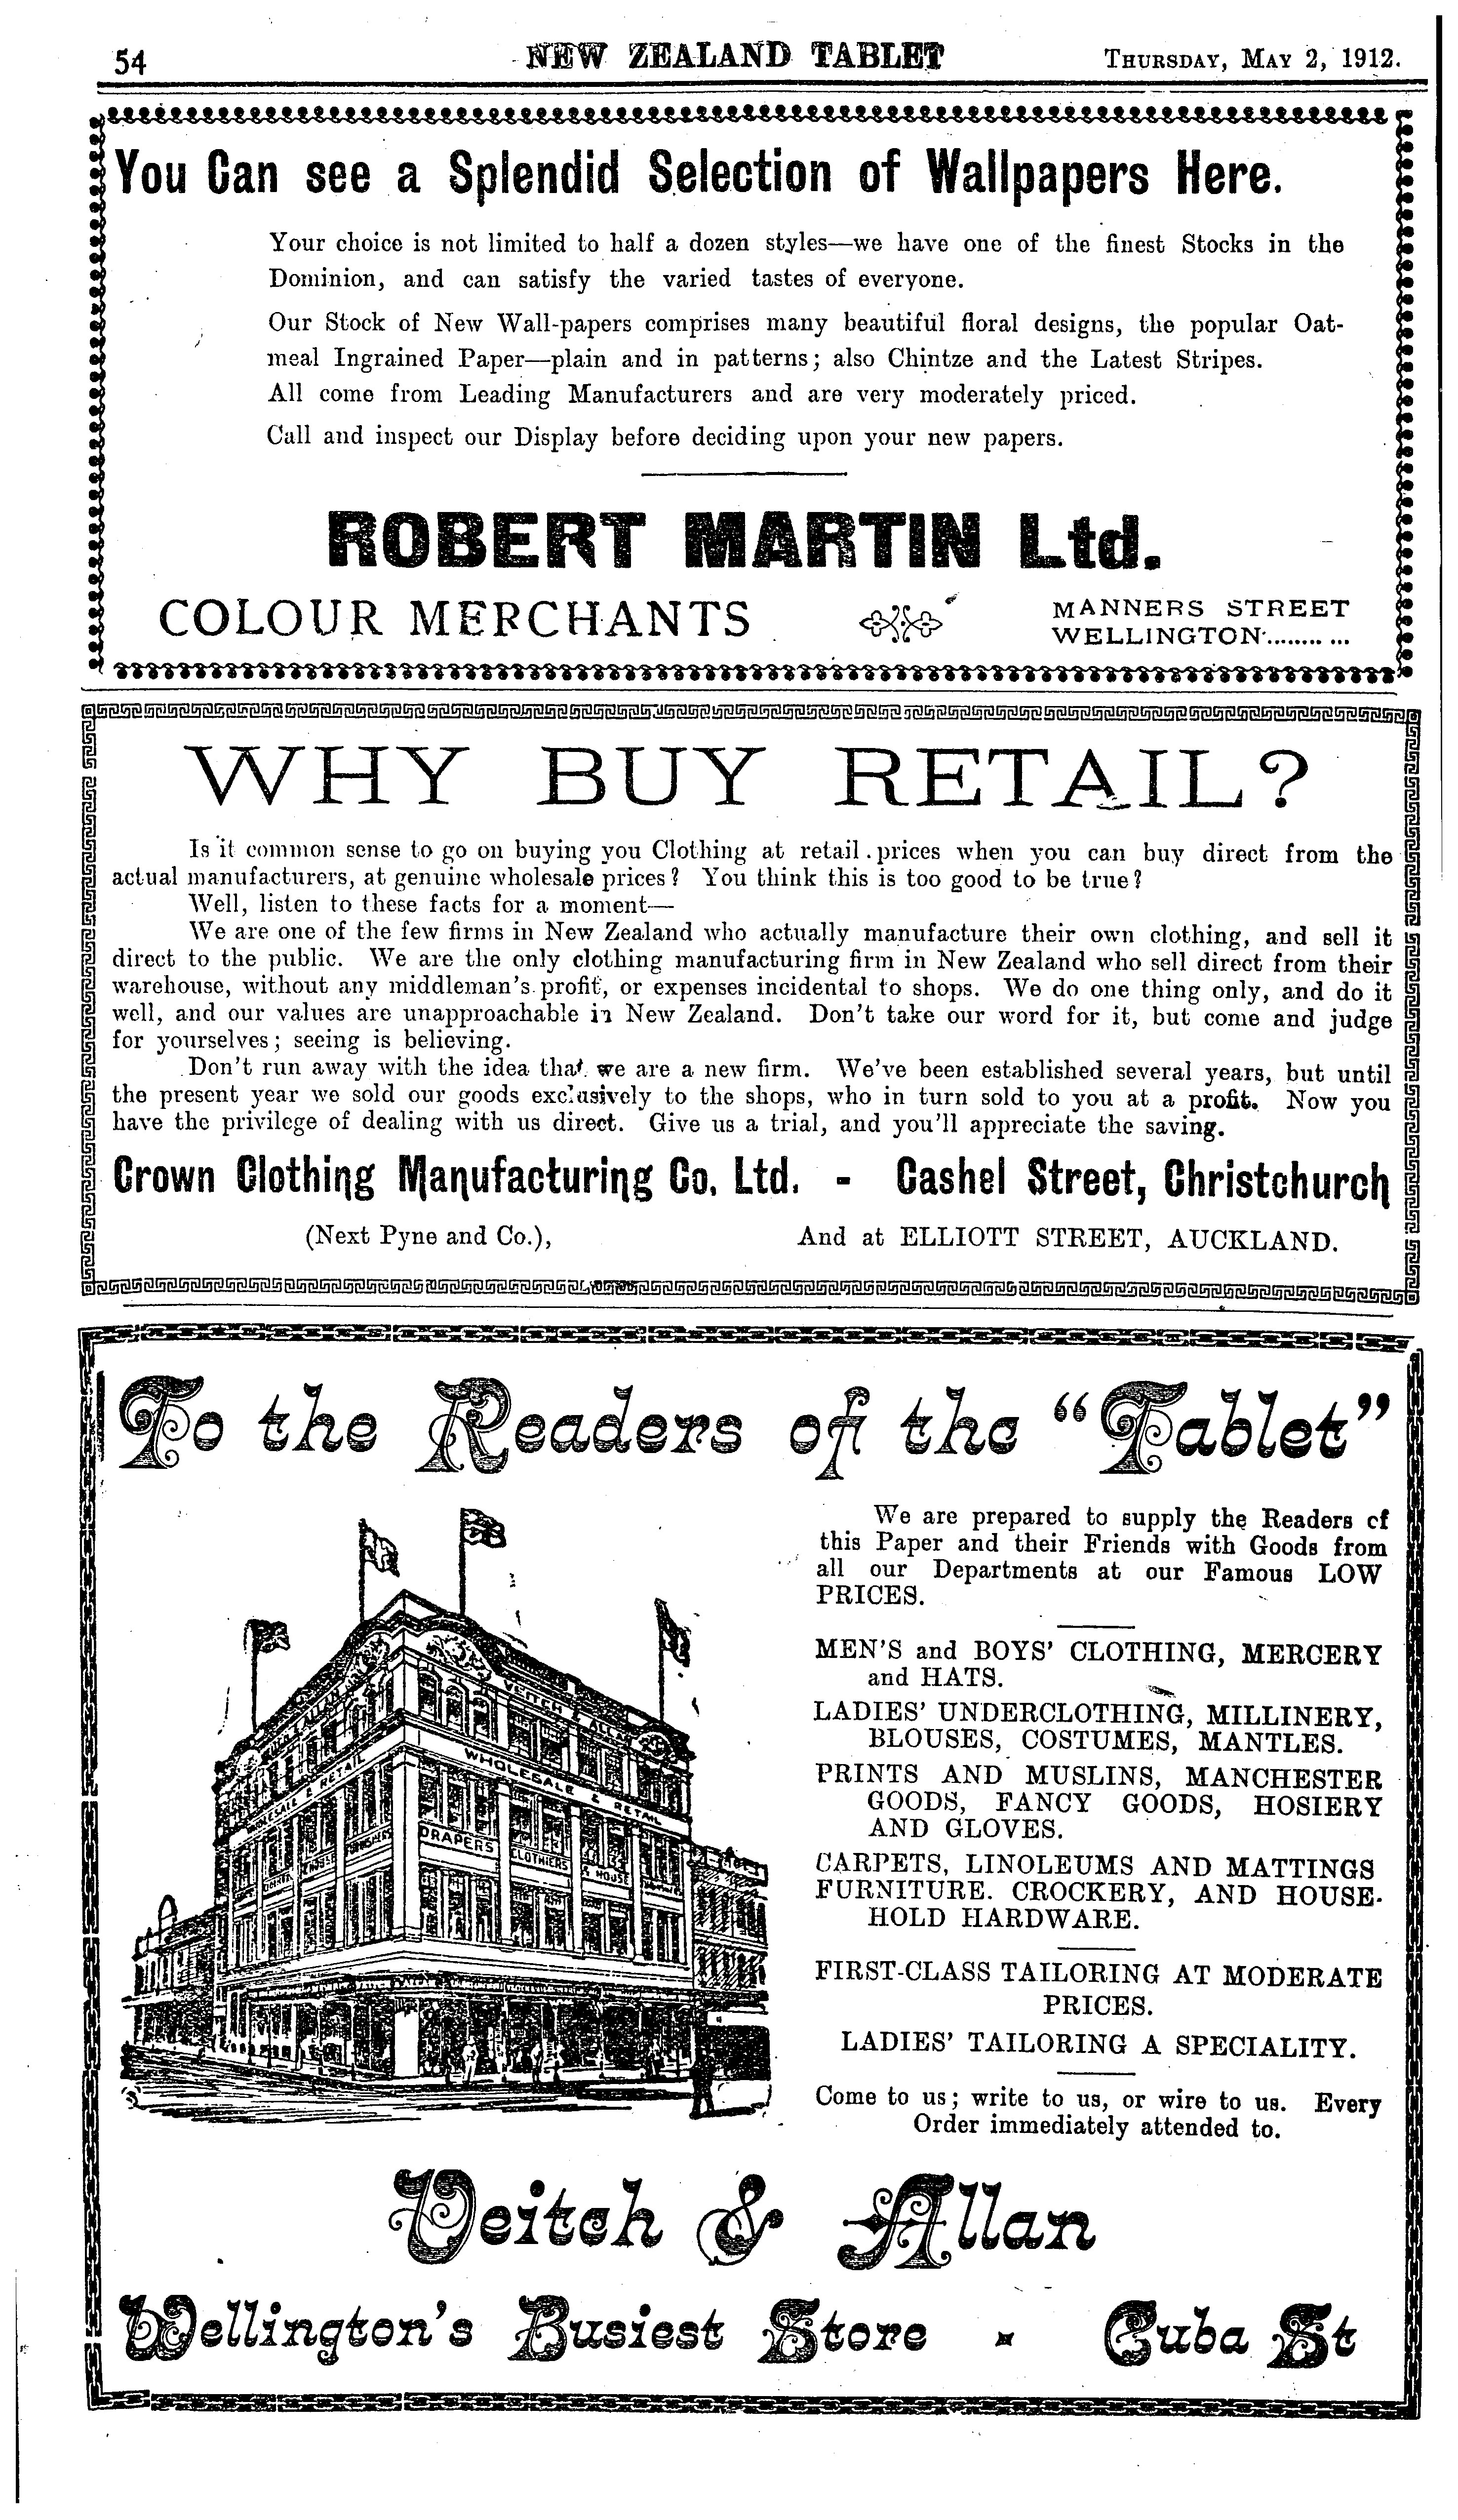 54
NEW ZEALAND TABLET
THURSDAY, MAY 2, 1912.
You Can see a Splendid Selection of Wallpapers Here.
Your choice is not limited to half a dozen styles—we have one of the finest Stocks in the
Dominion, and can satisfy the varied tastes of everyone.
Our Stock of New Wall-papers comprises many beautiful floral designs, the popular Oat-
meal Ingrained Paper—plain and in patterns; also Chintze and the Latest Stripes.
All come from Leading Manufacturers and are very moderately priced.
Call and inspect our Display before deciding upon your new papers.
ROBERT MARTIN Ltd.
COLOUR MERCHANTS
MANNERS STREET
WELLINGTON...........
WHY BUY RETAIL?
Is it common sense to go on buying you Clothing at retail prices when you can buy direct from the
actual manufacturers, at genuine wholesale prices? You think this is too good to be true?
Well, listen to these facts for a moment—
We are one of the few firms in New Zealand who actually manufacture their own clothing, and sell it
direct to the public. We are the only clothing manufacturing firm in New Zealand who sell direct from their
warehouse, without any middleman's profit, or expenses incidental to shops. We do one thing only, and do it
well, and our values are unapproachable in New Zealand. Don't take our word for it, but come and judge
for yourselves; seeing is believing.
Don't run away with the idea that we are a new firm. We've been established several years, but until
the present year we sold our goods exclusively to the shops, who in turn sold to you at a profit. Now you
have the privilege of dealing with us direct. Give us a trial, and you'll appreciate the saving.
Crown Clothing Manufacturing Co. Ltd. - Cashel Street, Christchurch
(Next Pyne and Co.),
And at ELLIOTT STREET, AUCKLAND.
To the Readers of the "Tablet"
We are prepared to supply the Readers of
this Paper and their Friends with Goods from
all our Departments at our Famous LOW
PRICES.
MEN'S and BOYS' CLOTHING, MERCERY
and HATS.
LADIES' UNDERCLOTHING, MILLINERY,
BLOUSES, COSTUMES, MANTLES.
PRINTS AND MUSLINS, MANCHESTER
GOODS, FANCY GOODS, HOSIERY
AND GLOVES.
CARPETS, LINOLEUMS AND MATTINGS
FURNITURE. CROCKERY, AND HOUSE-
HOLD HARDWARE.
FIRST-CLASS TAILORING AT MODERATE
PRICES.
LADIES' TAILORING A SPECIALITY.
Come to us; write to us, or wire to us. Every
Order immediately attended to.
VEITCH & ALLAN
WHOLESALE & RETAIL
WHOLESALE & RETAIL
DRAPERS
CLOTHIERS
HOUSE
Veitch & Allan
Wellington's Busiest Store - Cuba St